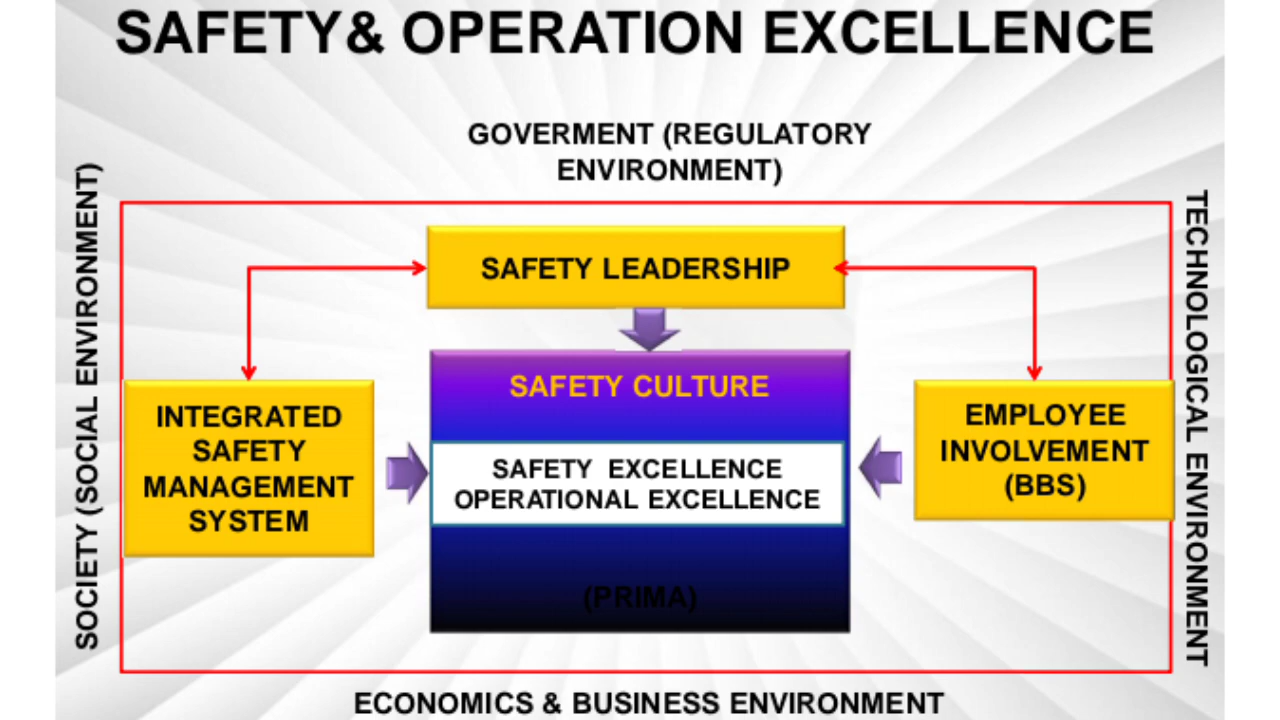 SAFETY& OPERATION EXCELLENCE
GOVERMENT (REGULATORY
ENVIRONMENT)
SOCIETY (SOCIAL ENVIRONMENT)
TECHNOLOGICAL ENVIRONMENT
SAFETY LEADERSHIP
INTEGRATED
SAFETY
MANAGEMENT
SYSTEM
SAFETY CULTURE
SAFETY EXCELLENCE
OPERATIONAL EXCELLENCE
(PRIMA)
EMPLOYEE
INVOLVEMENT
(BBS)
ECONOMICS & BUSINESS ENVIRONMENT